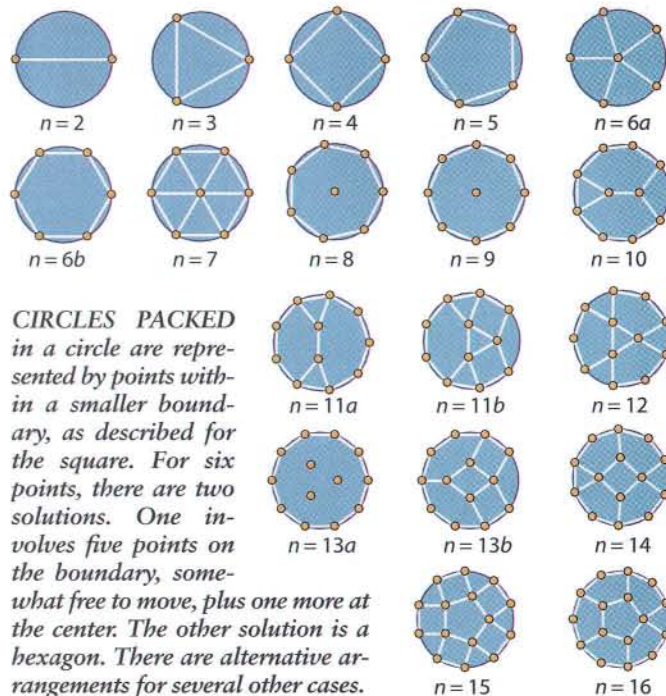 n = 2 n = 3 n = 4 n = 5 n = 6a
n = 6b n = 7 n = 8 n = 9 n = 10
CIRCLES PACKED
in a circle are repre-
sented by points with-
in a smaller bound-
ary, as described for
the square. For six
points, there are two
solutions. One in-
volves five points on
the boundary, some-
what free to move, plus one more at
the center. The other solution is a
hexagon. There are alternative ar-
rangements for several other cases.
n = 11a n = 11b n = 12
n = 13a n = 13b n = 14
n = 15 n = 16